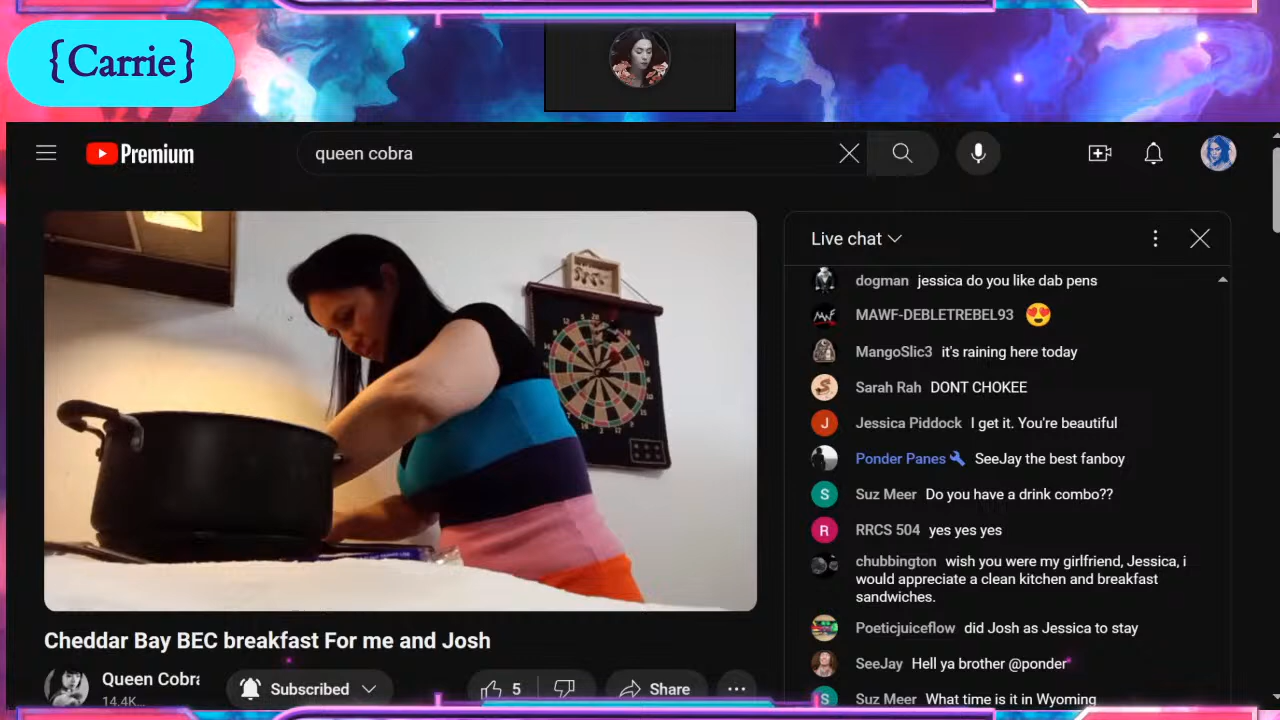 {Carrie}
Premium
queen cobra
Live chat
dogman jessica do you like dab pens
MAWF-DEBLETREBEL93
MangoSlic3 it's raining here today
Sarah Rah DONT CHOKEE
J Jessica Piddock I get it. You're beautiful
Ponder Panes SeeJay the best fanboy
S Suz Meer Do you have a drink combo??
R RRCS 504 yes yes yes
chubbington wish you were my girlfriend, Jessica, i
would appreciate a clean kitchen and breakfast
sandwiches.
Poeticjuiceflow did Josh as Jessica to stay
SeeJay Hell ya brother @ponder
S Suz Meer What time is it in Wyoming
Cheddar Bay BEC breakfast For me and Josh
Queen Cobra
14.4K...
Subscribed
5
Share